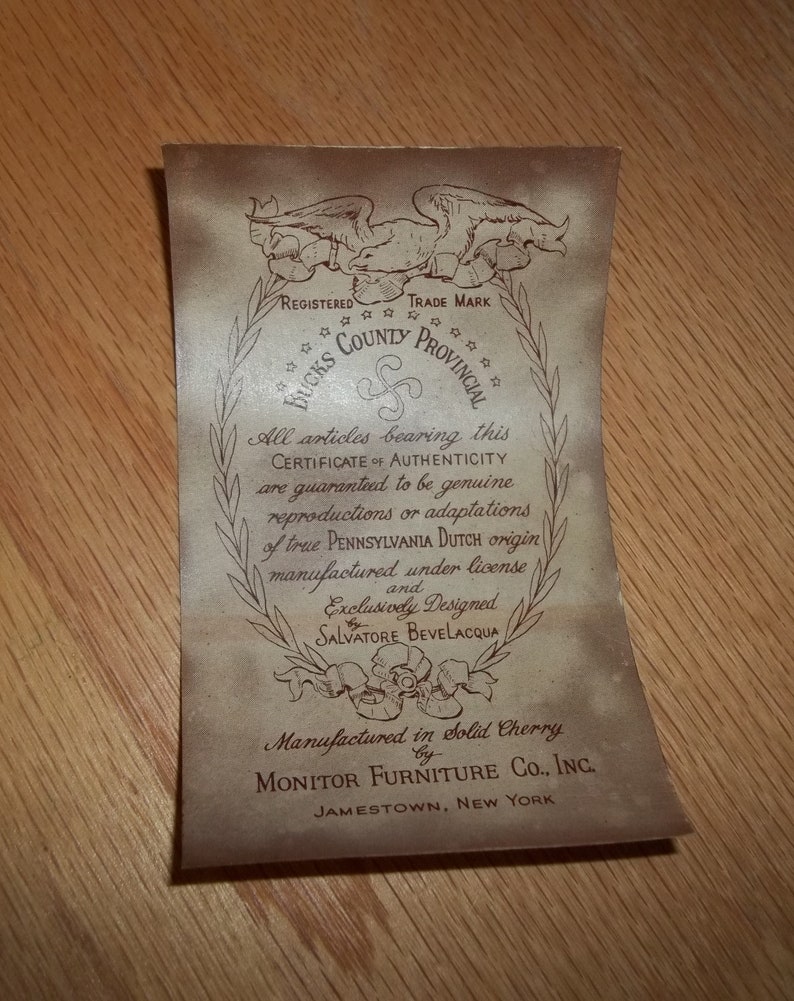 REGISTERED TRADE MARK
BUCKS COUNTY PROVINCIAL
All articles bearing this
CERTIFICATE OF AUTHENTICITY
are guaranteed to be genuine
reproductions or adaptations
of true PENNSYLVANIA DUTCH origin
manufactured under license
and
Exclusively Designed
by
SALVATORE BEVELACQUA
Manufactured in Solid Cherry
by
MONITOR FURNITURE CO., INC.
JAMESTOWN, NEW YORK